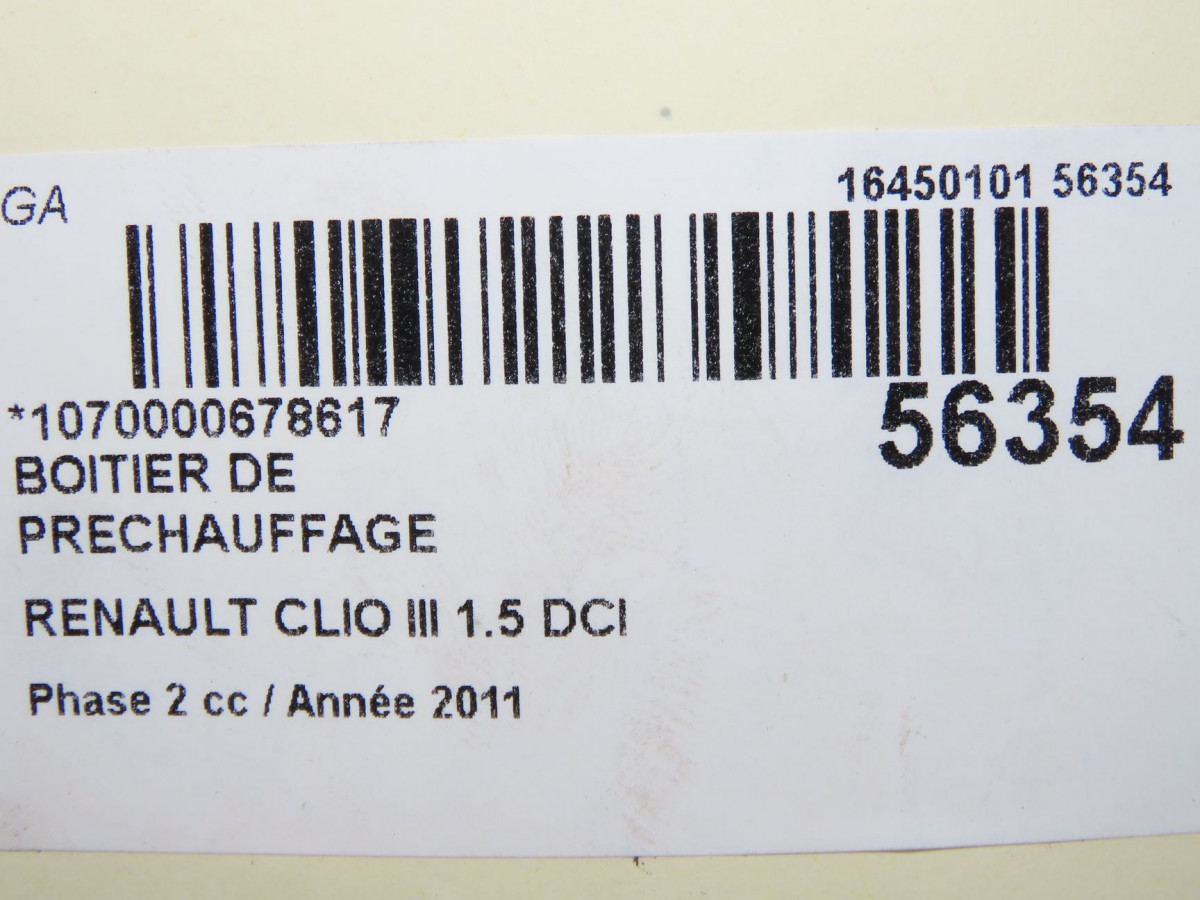 GA
16450101 56354
*1070000678617
56354
BOITIER DE
PRECHAUFFAGE
RENAULT CLIO III 1.5 DCI
Phase 2 cc / Année 2011